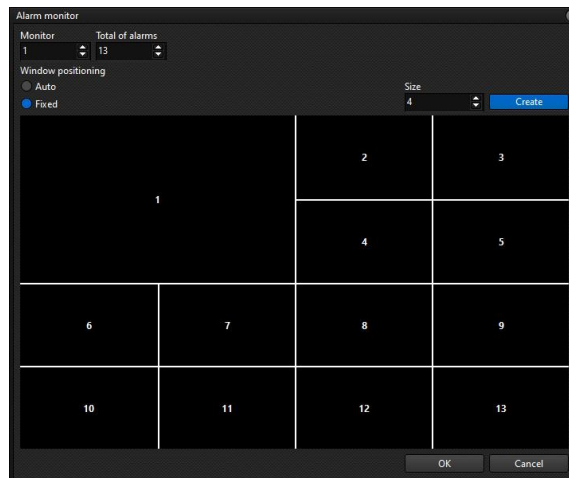 Alarm monitor
Monitor Total of alarms
1 13
Window positioning
Auto
Size
Fixed 4 Create
2 3
1
4 5
6 7 8 9
10 11 12 13
OK Cancel